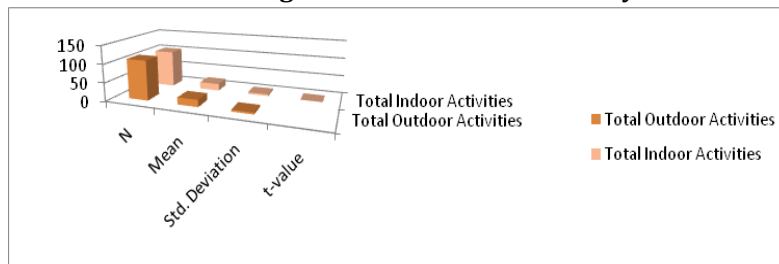 150
100
50
0
N
Mean
Std. Deviation
t-value
Total Indoor Activities
Total Outdoor Activities
Total Outdoor Activities
Total Indoor Activities